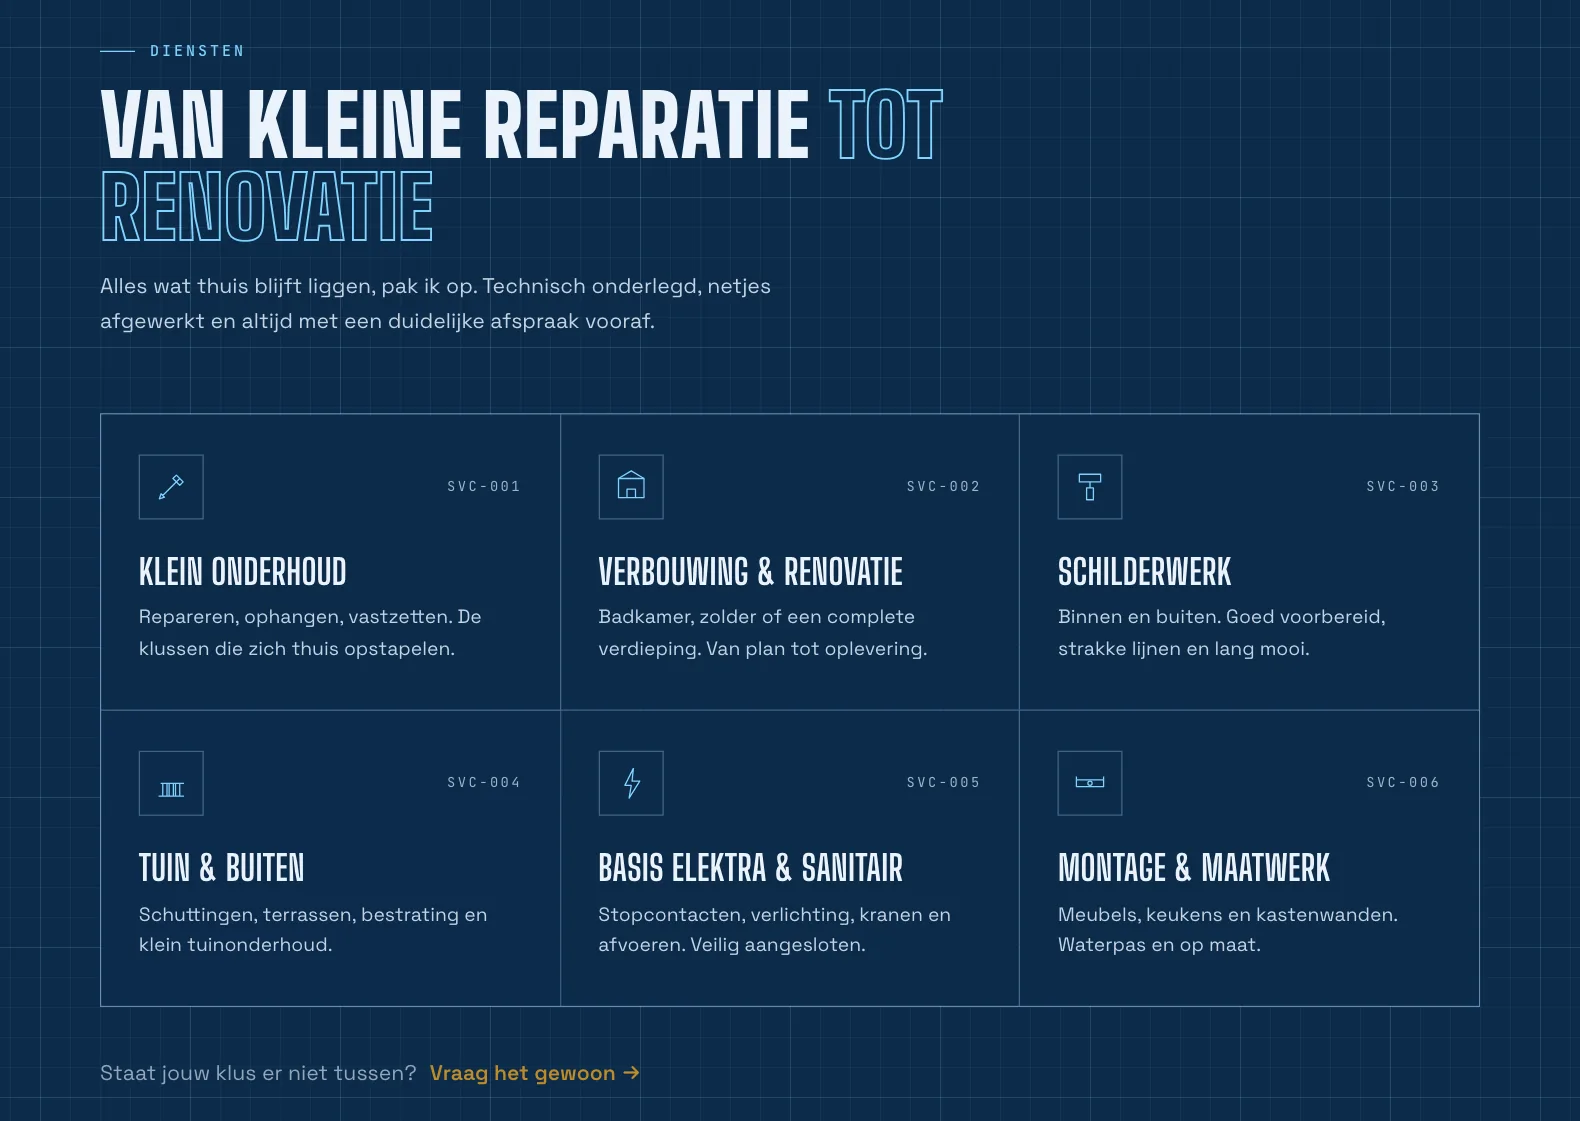 DIENSTEN
VAN KLEINE REPARATIE TOT
RENOVATIE
Alles wat thuis blijft liggen, pak ik op. Technisch onderlegd, netjes
afgewerkt en altijd met een duidelijke afspraak vooraf.
SVC-001
KLEIN ONDERHOUD
Repareren, ophangen, vastzetten. De
klussen die zich thuis opstapelen.
SVC-002
VERBOUWING & RENOVATIE
Badkamer, zolder of een complete
verdieping. Van plan tot oplevering.
SVC-003
SCHILDERWERK
Binnen en buiten. Goed voorbereid,
strakke lijnen en lang mooi.
SVC-004
TUIN & BUITEN
Schuttingen, terrassen, bestrating en
klein tuinonderhoud.
SVC-005
BASIS ELEKTRA & SANITAIR
Stopcontacten, verlichting, kranen en
afvoeren. Veilig aangesloten.
SVC-006
MONTAGE & MAATWERK
Meubels, keukens en kastenwanden.
Waterpas en op maat.
Staat jouw klus er niet tussen? Vraag het gewoon →